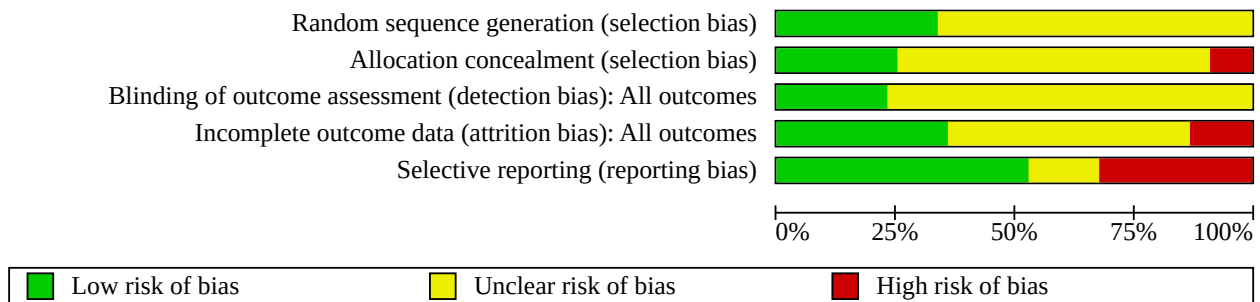 Random sequence generation (selection bias)
Allocation concealment (selection bias)
Blinding of outcome assessment (detection bias): All outcomes
Incomplete outcome data (attrition bias): All outcomes
Selective reporting (reporting bias)
0% 25% 50% 75% 100%
Low risk of bias Unclear risk of bias High risk of bias